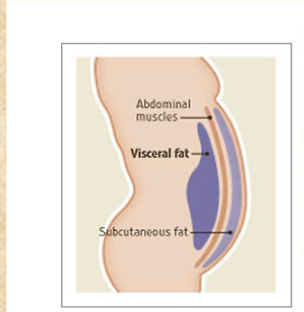 Abdominal
muscles
Visceral fat
Subcutaneous fat